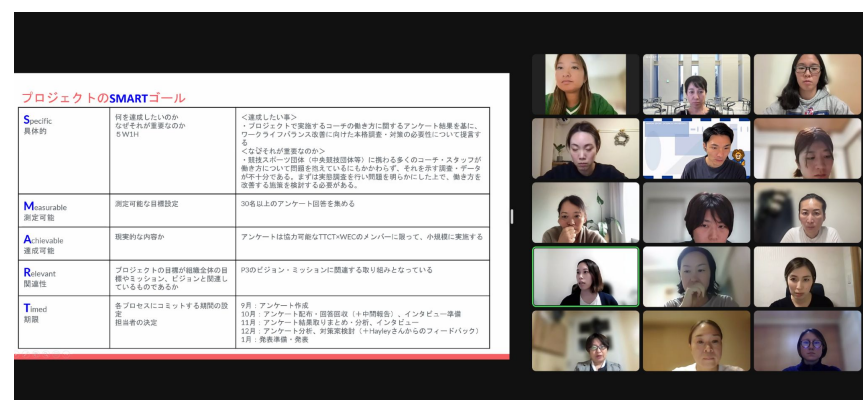 プロジェクトのSMARTゴール
Specific
具体的
何を達成したいのか
なぜそれが重要なのか
５W1H
＜達成したい事＞
・プロジェクトで実施するコーチの働き方に関するアンケート結果を基に、
ワークライフバランス改善に向けた本格調査・対策の必要性について提言す
る
＜なぜそれが重要なのか＞
・競技スポーツ団体（中央競技団体等）に携わる多くのコーチ・スタッフが
働き方について問題を抱えているにもかかわらず、それを示す調査・データ
が不十分である。まずは実態調査を行い問題を明らかにした上で、働き方を
改善する施策を検討する必要がある。
Measurable
測定可能
測定可能な目標設定
30名以上のアンケート回答を集める
Achievable
達成可能
現実的な内容か
アンケートは協力可能なTTCT×WECのメンバーに限って、小規模に実施する
Relevant
関連性
プロジェクトの目標が組織全体の目
標やミッション、ビジョンと関連し
ているものであるか
P3のビジョン・ミッションに関連する取り組みとなっている
Timed
期限
各プロセスにコミットする期間の設
定
担当者の決定
9月：アンケート作成
10月：アンケート配布・回答回収（＋中間報告）、インタビュー準備
11月：アンケート結果取りまとめ・分析、インタビュー
12月：アンケート分析、対策案検討（＋Hayleyさんからのフィードバック）
1月：発表準備・発表